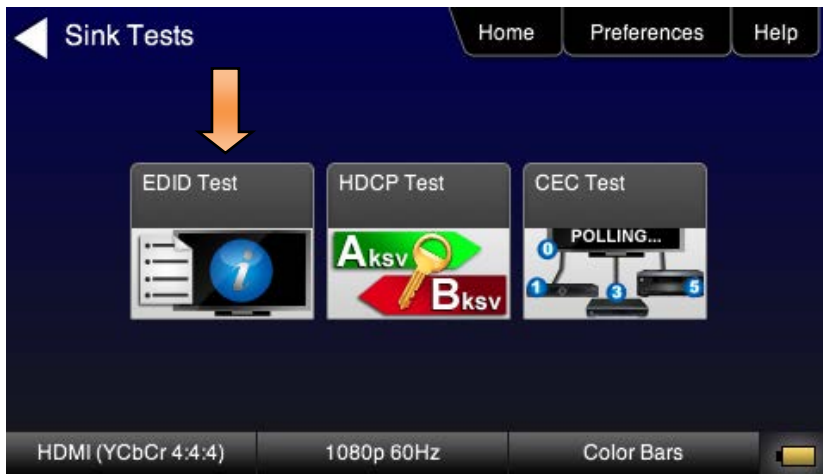 Sink Tests
Home
Preferences
Help
EDID Test
HDCP Test
CEC Test
i
Aksv
Bksv
POLLING...
0
1
3
5
HDMI (YCbCr 4:4:4)
1080p 60Hz
Color Bars